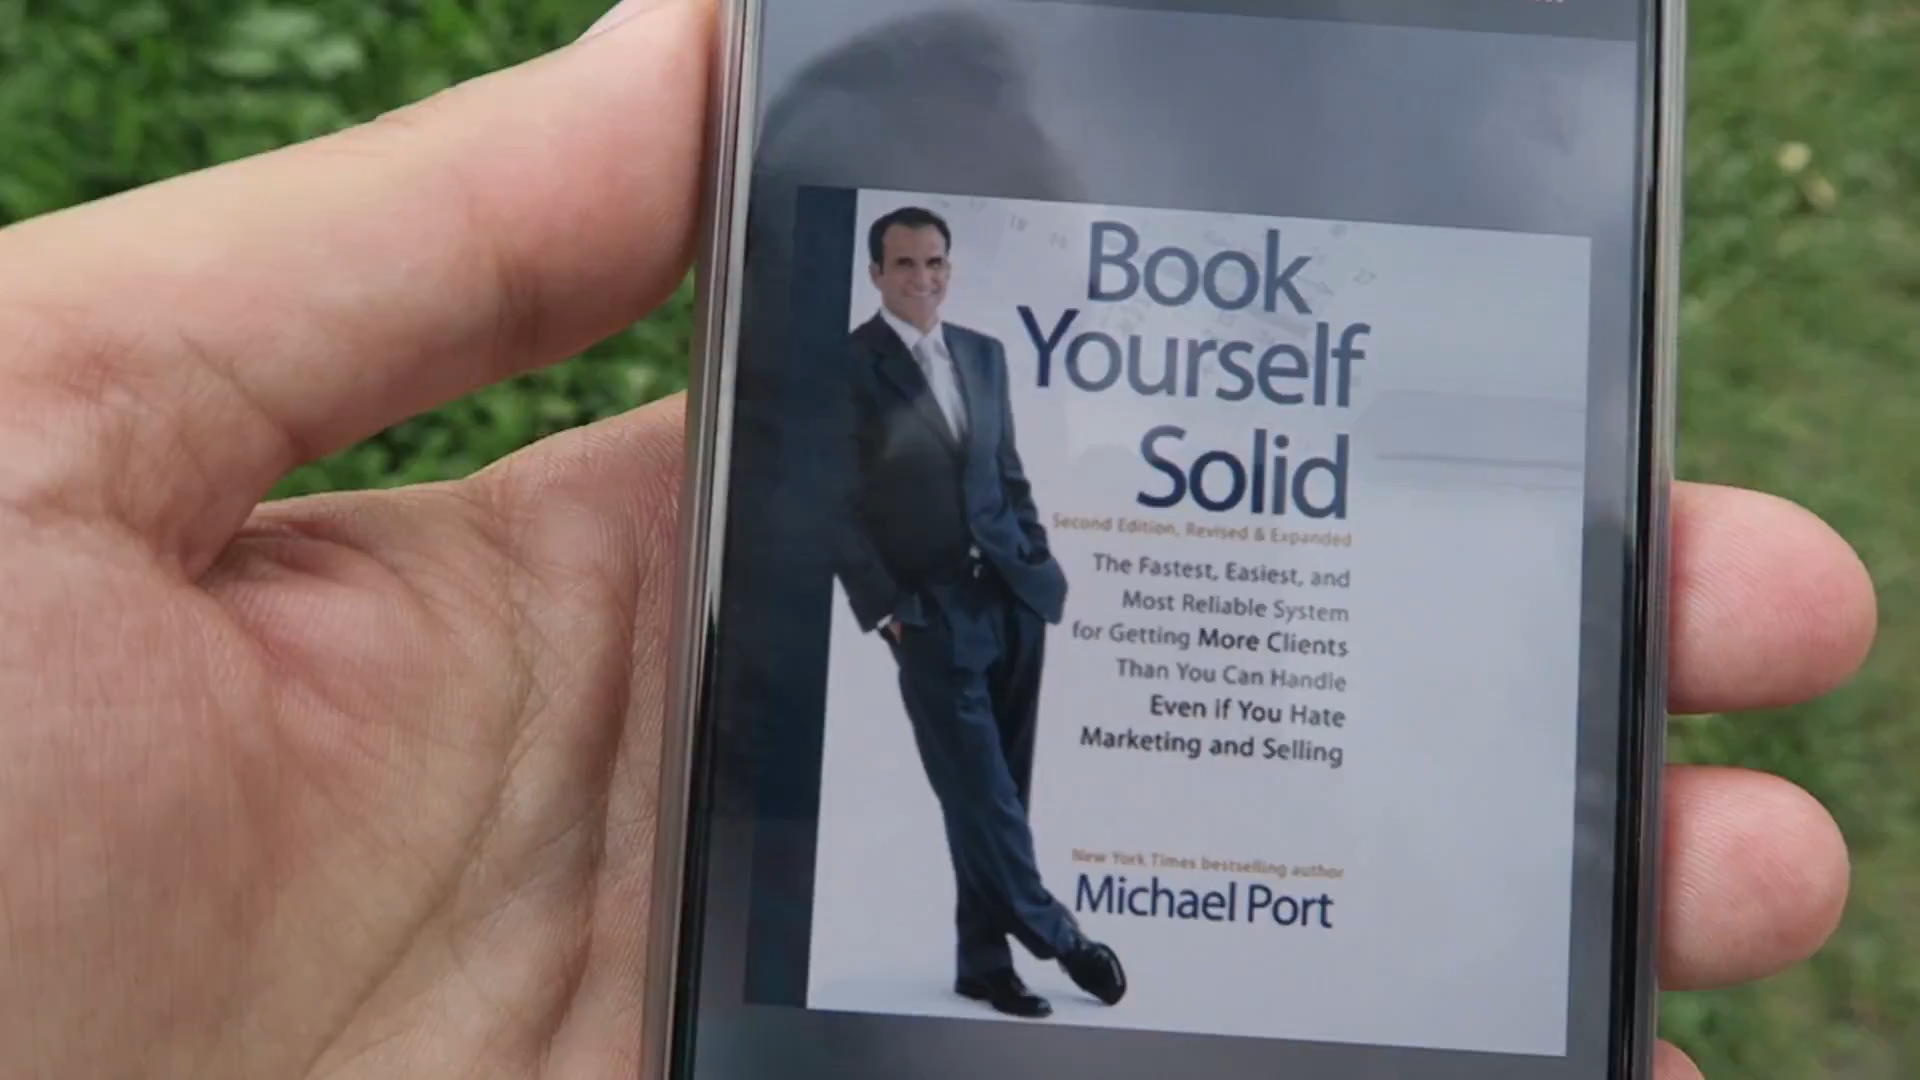 Book
Yourself
Solid
Second Edition, Revised & Expanded
The Fastest, Easiest, and
Most Reliable System
for Getting More Clients
Than You Can Handle
Even if You Hate
Marketing and Selling
New York Times bestselling author
Michael Port